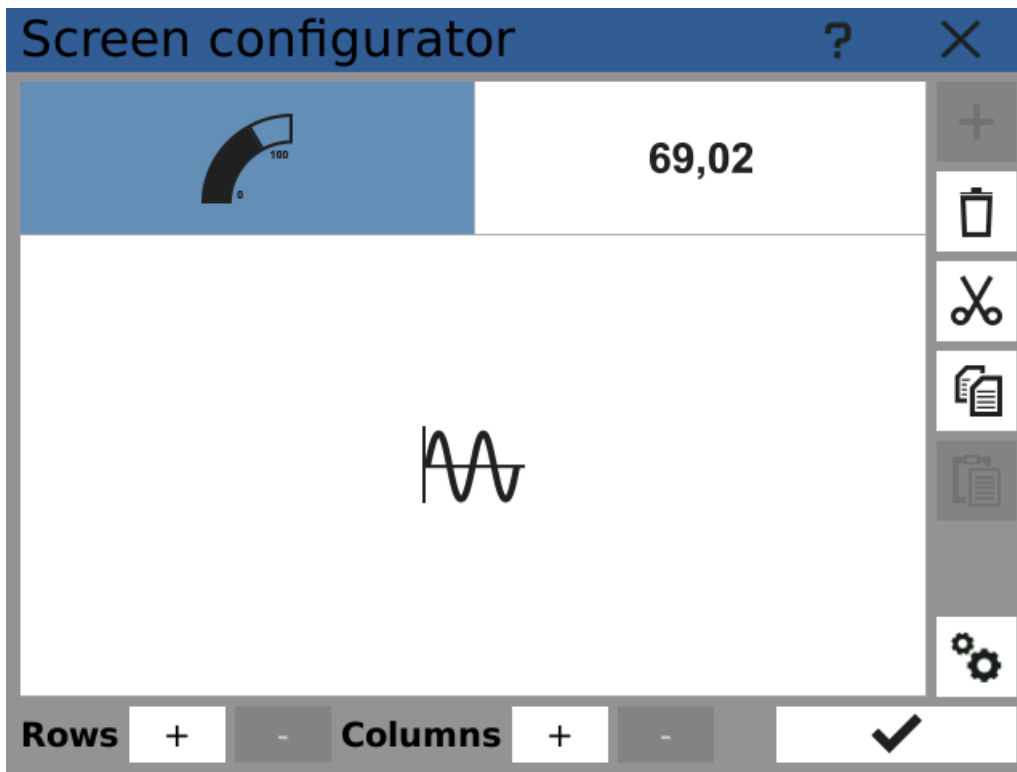 Screen configurator ?
100
0
69,02
+
Rows + - Columns + -